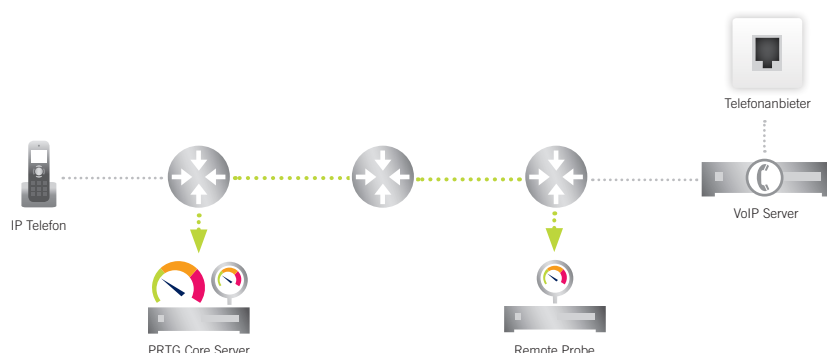 Telefonanbieter
IP Telefon
VoIP Server
PRTG Core Server
Remote Probe